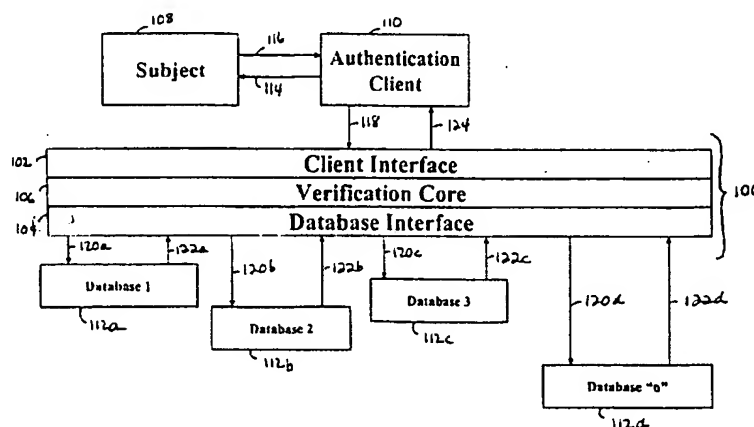 108
110
Subject
116
114
Authentication
Client
118
124
102
Client Interface
106
Verification Core
104
Database Interface
100
120a
122a
120b
122b
120c
122c
120d
122d
Database 1
112a
Database 2
112b
Database 3
112c
Database "n"
112d